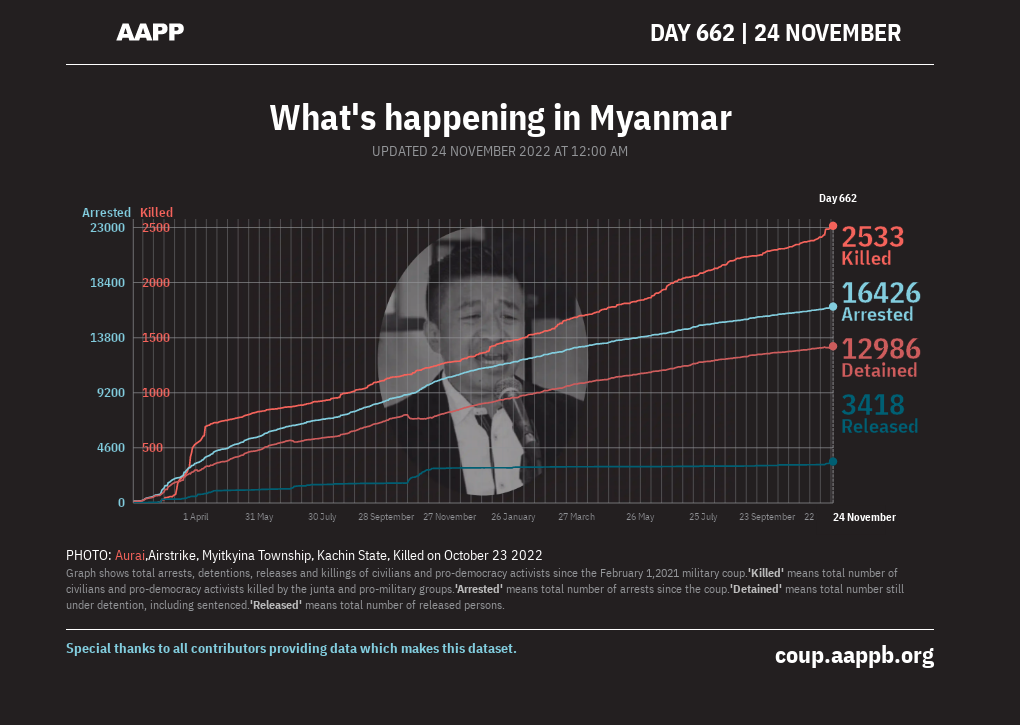 AAPP
DAY 662 | 24 NOVEMBER
What's happening in Myanmar
UPDATED 24 NOVEMBER 2022 AT 12:00 AM
Day 662
Arrested Killed
23000 2500
18400 2000
13800 1500
9200 1000
4600 500
0
2533
Killed
16426
Arrested
12986
Detained
3418
Released
1 April 31 May 30 July 28 September 27 November 26 January 27 March 26 May 25 July 23 September 22 24 November
PHOTO: Aurai,Airstrike, Myitkyina Township, Kachin State, Killed on October 23 2022
Graph shows total arrests, detentions, releases and killings of civilians and pro-democracy activists since the February 1,2021 military coup.'Killed' means total number of
civilians and pro-democracy activists killed by the junta and pro-military groups.'Arrested' means total number of arrests since the coup.'Detained' means total number still
under detention, including sentenced.'Released' means total number of released persons.
Special thanks to all contributors providing data which makes this dataset.
coup.aappb.org